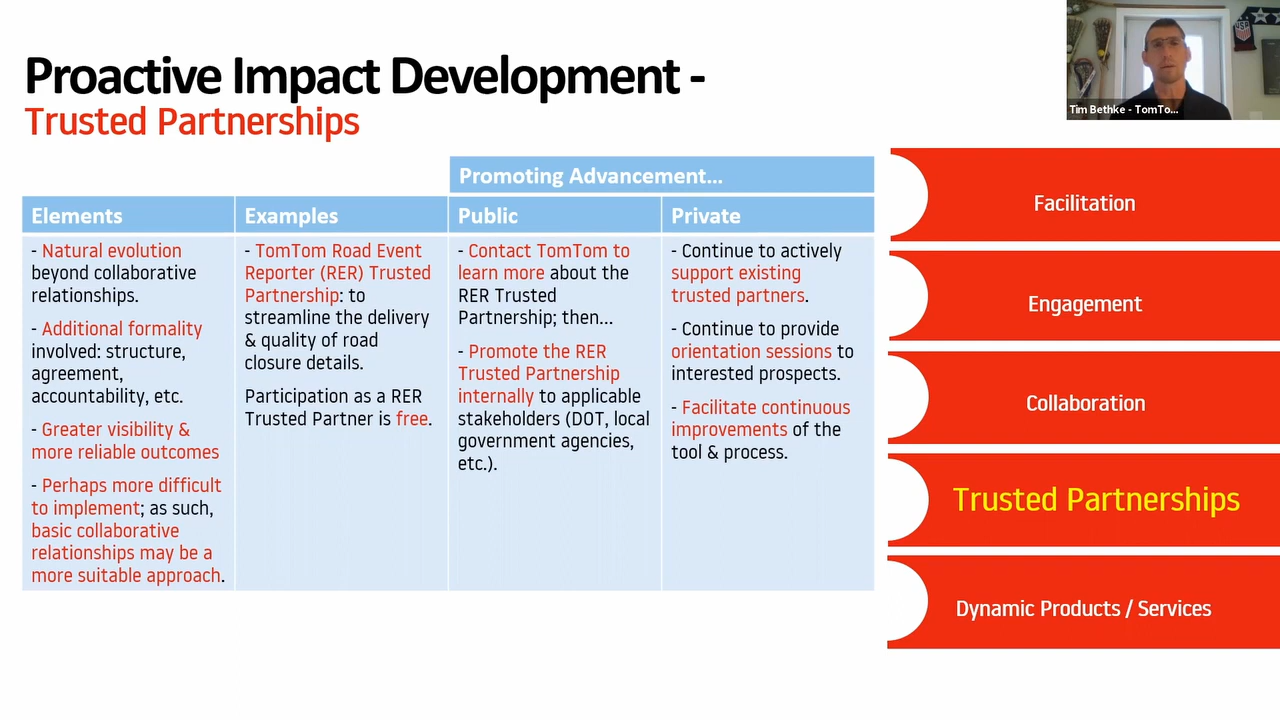 Proactive Impact Development -
Trusted Partnerships
Tim Bethke - TomTo...
Promoting Advancement...
Elements
Examples
Public
Private
- Natural evolution
beyond collaborative
relationships.
- Additional formality
involved: structure,
agreement,
accountability, etc.
- Greater visibility &
more reliable outcomes
- Perhaps more difficult
to implement; as such,
basic collaborative
relationships may be a
more suitable approach.
- TomTom Road Event
Reporter (RER) Trusted
Partnership: to
streamline the delivery
& quality of road
closure details.
Participation as a RER
Trusted Partner is free.
- Contact TomTom to
learn more about the
RER Trusted
Partnership; then...
- Promote the RER
Trusted Partnership
internally to applicable
stakeholders (DOT, local
government agencies,
etc.).
- Continue to actively
support existing
trusted partners.
- Continue to provide
orientation sessions to
interested prospects.
- Facilitate continuous
improvements of the
tool & process.
Facilitation
Engagement
Collaboration
Trusted Partnerships
Dynamic Products / Services